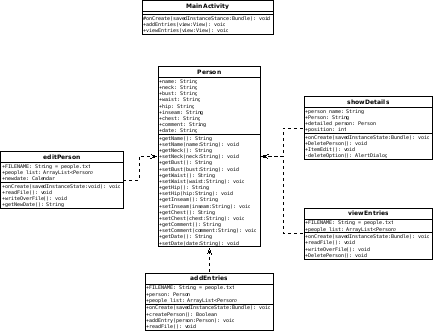 MainActivity
#onCreate(savedInstanceStance:Bundle): void
+addEntries(view:View): void
+viewEntries(view:View): void
Person
+name: String
+neck: String
+bust: String
+waist: String
+hip: String
+inseam: String
+chest: String
+comment: String
+date: String
+getName(): String
+setName(name:String): void
+getNeck(): String
+setNeck(neck:String): void
+getBust(): String
+setBust(bust:String): void
+getWaist(): String
+setWaist(waist:String): void
+getHip(): String
+setHip(hip:String): void
+getInseam(): String
+setInseam(inseam:String): void
+getChest(): String
+setChest(chest:String): void
+getComment(): String
+setComment(comment:String): void
+getDate(): String
+setDate(date:String): void
editPerson
+FILENAME: String = people.txt
+people list: ArrayList<Person>
+newdate: Calendar
+onCreate(savedInstanceState:void): void
+readFile(): void
+writeOverFile(): void
+getNewDate(): String
showDetails
+person name: String
+Person: String
+detailed person: Person
+position: int
+onCreate(savedInstanceState:Bundle): void
+DeletePerson(): void
+ItemEdit(): void
+deleteOption(): AlertDialog
viewEntries
+FILENAME: String = people.txt
+people list: ArrayList<Person>
+onCreate(savedInstanceState:Bundle): void
+readFile(): void
+writeOverFile(): void
+DeletePerson(): void
addEntries
+FILENAME: String = people.txt
+person: Person
+people list: ArrayList<Person>
+onCreate(savedInstanceState:Bundle): void
+createPerson(): Boolean
+addEntry(person:Person): void
+readFile(): void